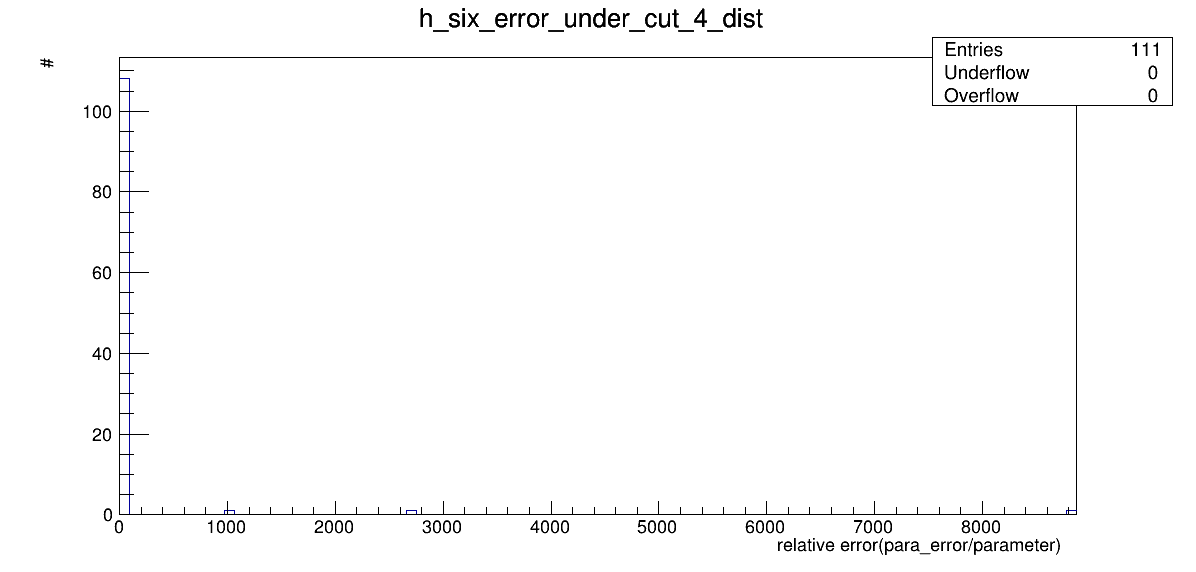 h_six_error_under_cut_4_dist
#
Entries 111
Underflow 0
Overflow 0
100
80
60
40
20
0
0 1000 2000 3000 4000 5000 6000 7000 8000
relative error(para_error/parameter)